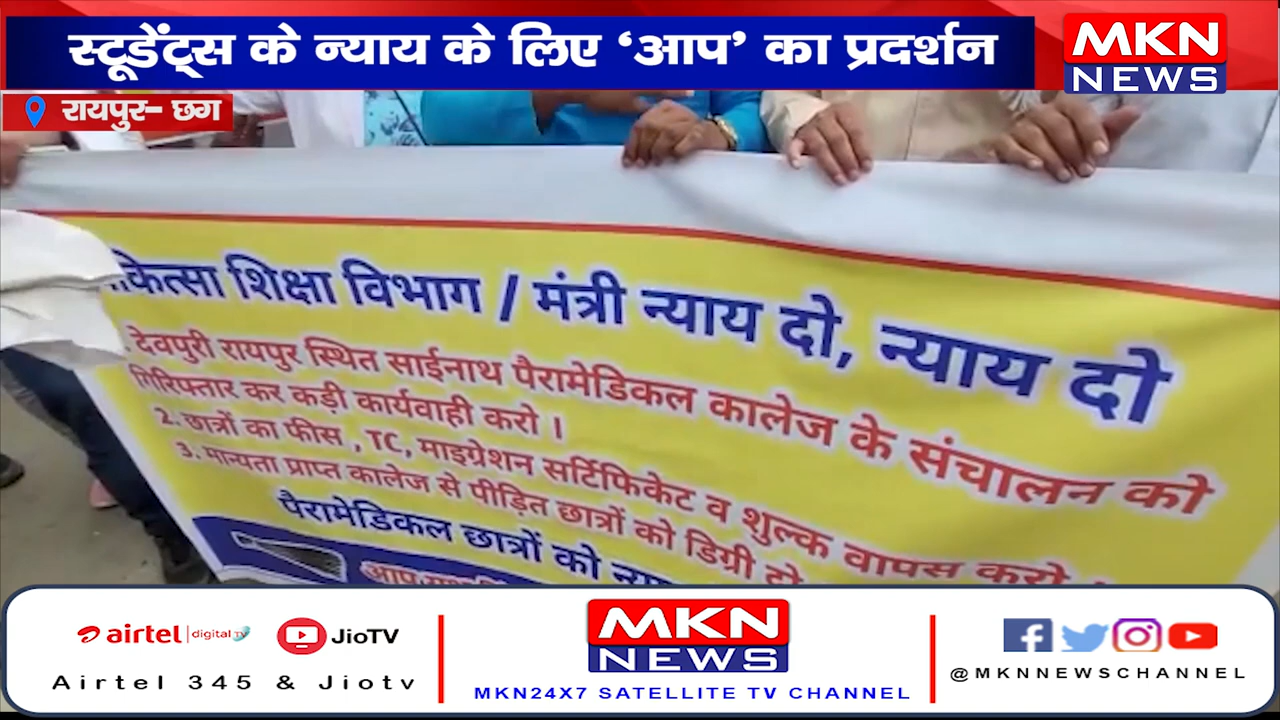 स्टूडेंट्स के न्याय के लिए ‘आप’ का प्रदर्शन
MKN
NEWS
रायपुर- छग
शिक्षा विभाग / मंत्री न्याय दो, न्याय दो
देवपुरी रायपुर स्थित साईनाथ पैरामेडिकल कालेज के संचालन को
गिरिफ्तार कर कड़ी कार्यवाही करो ।
2. छात्रों का फीस , TC, माइग्रेशन सर्टिफिकेट व शुल्क वापस करो
3. मान्यता प्राप्त कालेज से पीड़ित छात्रों को डिग्री दो
पैरामेडिकल छात्रों को
airtel digital TV
JioTV
Airtel 345 & Jiotv
MKN
NEWS
MKN24X7 SATELLITE TV CHANNEL
@MKNNEWSCHANNEL